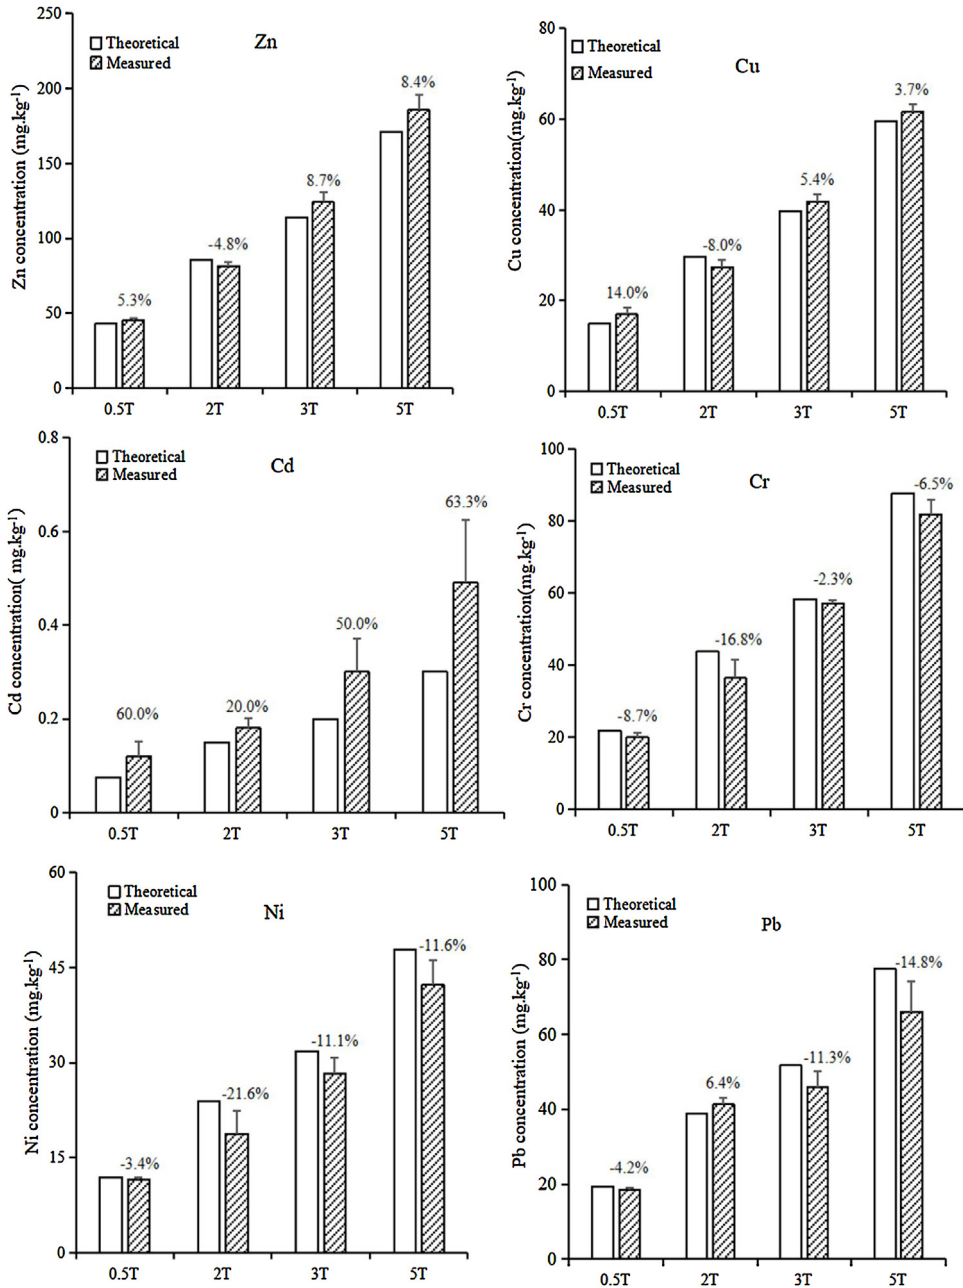 Zn
Theoretical
Measured
Zn concentration (mg.kg-1)
250
200
150
100
50
0
5.3%
-4.8%
8.7%
8.4%
0.5T
2T
3T
5T
Cu
Theoretical
Measured
Cu concentration(mg.kg-1)
80
60
40
20
0
14.0%
-8.0%
5.4%
3.7%
0.5T
2T
3T
5T
Cd
Theoretical
Measured
Cd concentration( mg.kg-1)
0.8
0.6
0.4
0.2
0
60.0%
20.0%
50.0%
63.3%
0.5T
2T
3T
5T
Cr
Theoretical
Measured
Cr concentration(mg.kg-1)
100
80
60
40
20
0
-8.7%
-16.8%
-2.3%
-6.5%
0.5T
2T
3T
5T
Ni
Theoretical
Measured
Ni concentration (mg.kg-1)
60
45
30
15
0
-3.4%
-21.6%
-11.1%
-11.6%
0.5T
2T
3T
5T
Pb
Theoretical
Measured
Pb concentration (mg.kg-1)
100
80
60
40
20
0
-4.2%
6.4%
-11.3%
-14.8%
0.5T
2T
3T
5T